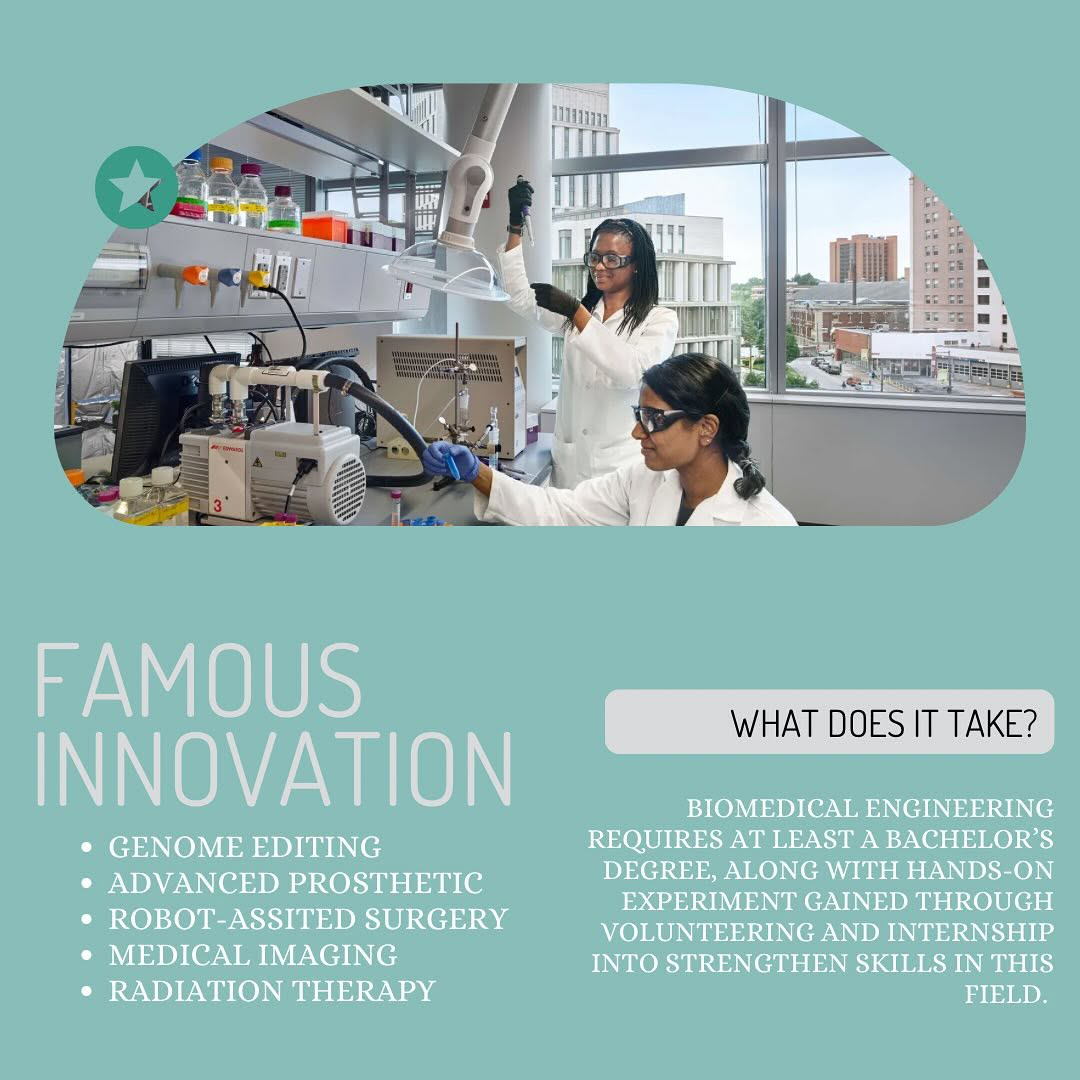 EDWARDS
3
FAMOUS
INNOVATION
• GENOME EDITING
• ADVANCED PROSTHETIC
• ROBOT-ASSITED SURGERY
• MEDICAL IMAGING
• RADIATION THERAPY
WHAT DOES IT TAKE?
BIOMEDICAL ENGINEERING
REQUIRES AT LEAST A BACHELOR’S
DEGREE, ALONG WITH HANDS-ON
EXPERIMENT GAINED THROUGH
VOLUNTEERING AND INTERNSHIP
INTO STRENGTHEN SKILLS IN THIS
FIELD.